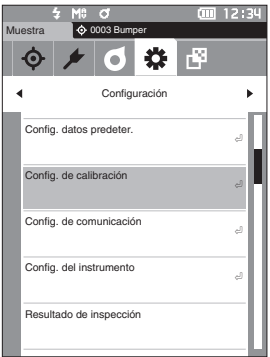 M 12:34
Muestra 0003 Bumper
Configuración
Config. datos predeter.
Config. de calibración
Config. de comunicación
Config. del instrumento
Resultado de inspección